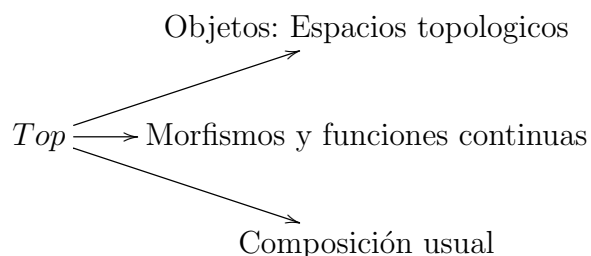 Objetos: Espacios topologicos
Top Morfismos y funciones continuas
Composición usual